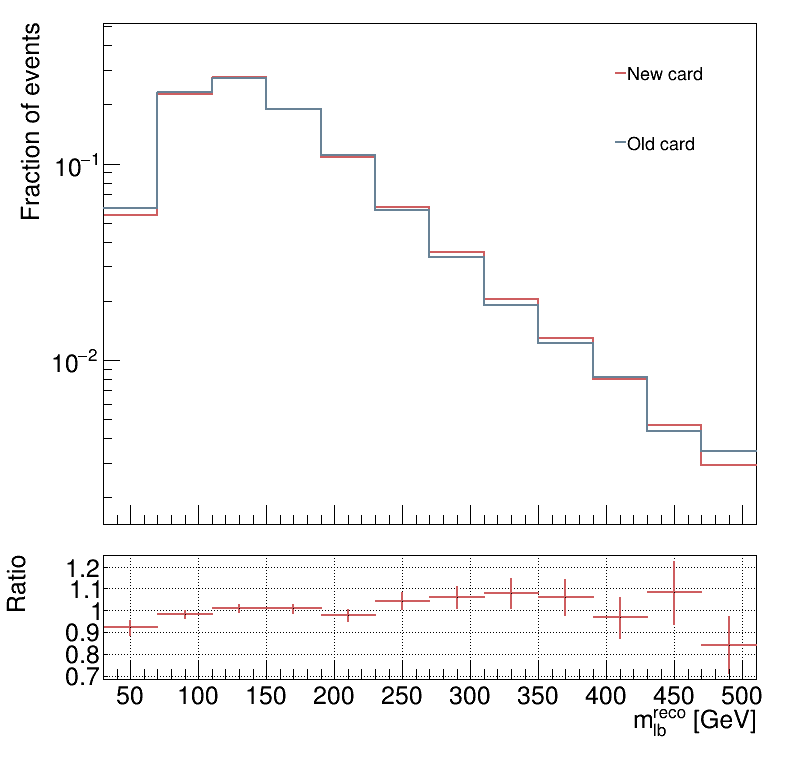 Fraction of events
10⁻¹
10⁻²
New card
Old card
Ratio
1.2
1.1
1
0.9
0.8
0.7
50 100 150 200 250 300 350 400 450 500
m_lb^reco [GeV]